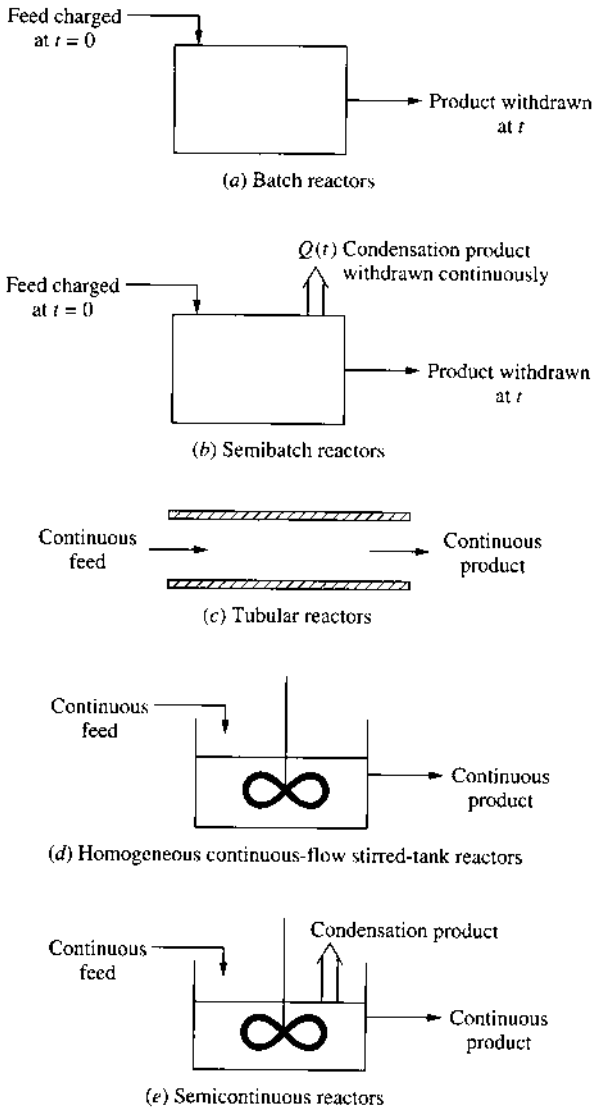 Feed charged
at t = 0
Product withdrawn
at t
(a) Batch reactors
Q(t) Condensation product
withdrawn continuously
Feed charged
at t = 0
Product withdrawn
at t
(b) Semibatch reactors
Continuous
feed
Continuous
product
(c) Tubular reactors
Continuous
feed
Continuous
product
(d) Homogeneous continuous-flow stirred-tank reactors
Condensation product
Continuous
feed
Continuous
product
(e) Semicontinuous reactors